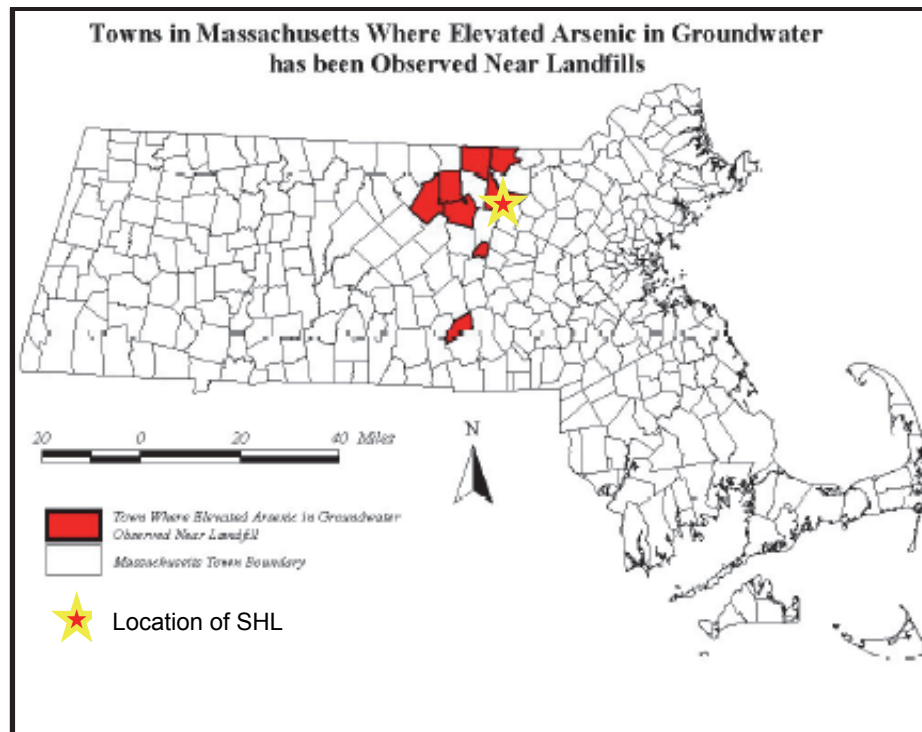 Towns in Massachusetts Where Elevated Arsenic in Groundwater
has been Observed Near Landfills
20 0 20 40 Miles
N
Town Where Elevated Arsenic in Groundwater
Observed Near Landfill
Massachusetts Town Boundary
Location of SHL